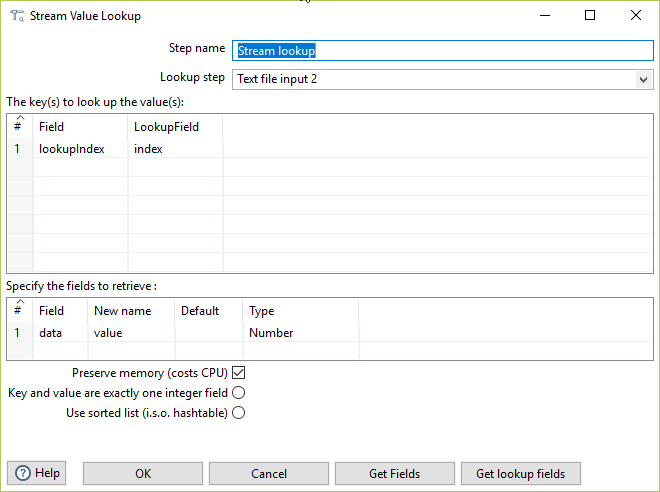 Stream Value Lookup
Step name Stream lookup
Lookup step Text file input 2
The key(s) to look up the value(s):
# Field LookupField
1 lookupIndex index
Specify the fields to retrieve :
# Field New name Default Type
1 data value Number
Preserve memory (costs CPU)
Key and value are exactly one integer field
Use sorted list (i.s.o. hashtable)
? Help OK Cancel Get Fields Get lookup fields